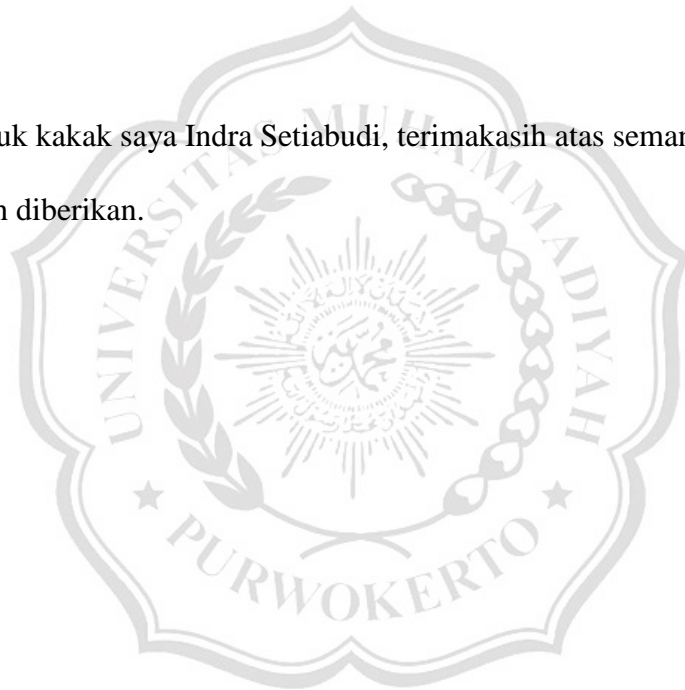 uk kakak saya Indra Setiabudi, terimakasih atas seman
n diberikan.
UNIVERSITAS MUHAMMADIYAH
PURWOKERTO